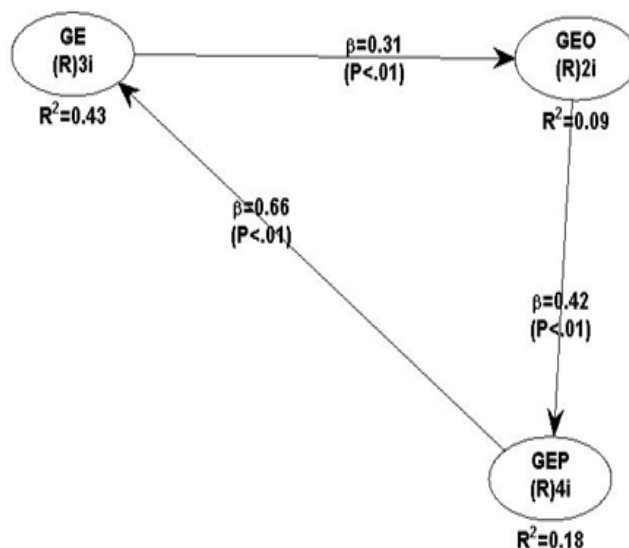 GE
(R)3i
R²=0.43
β=0.31
(P<.01)
GEO
(R)2i
R²=0.09
β=0.66
(P<.01)
β=0.42
(P<.01)
GEP
(R)4i
R²=0.18